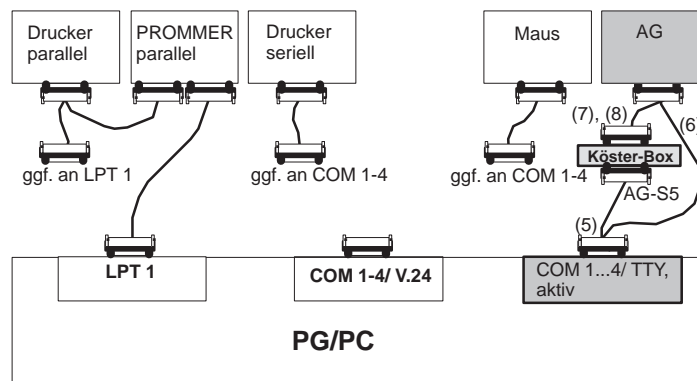 Drucker
parallel
PROMMER
parallel
Drucker
seriell
Maus
AG
(7), (8)
(6)
Köster-Box
ggf. an LPT 1
ggf. an COM 1-4
ggf. an COM 1-4
AG-S5
(5)
LPT 1
COM 1-4/ V.24
COM 1...4/ TTY,
aktiv
PG/PC